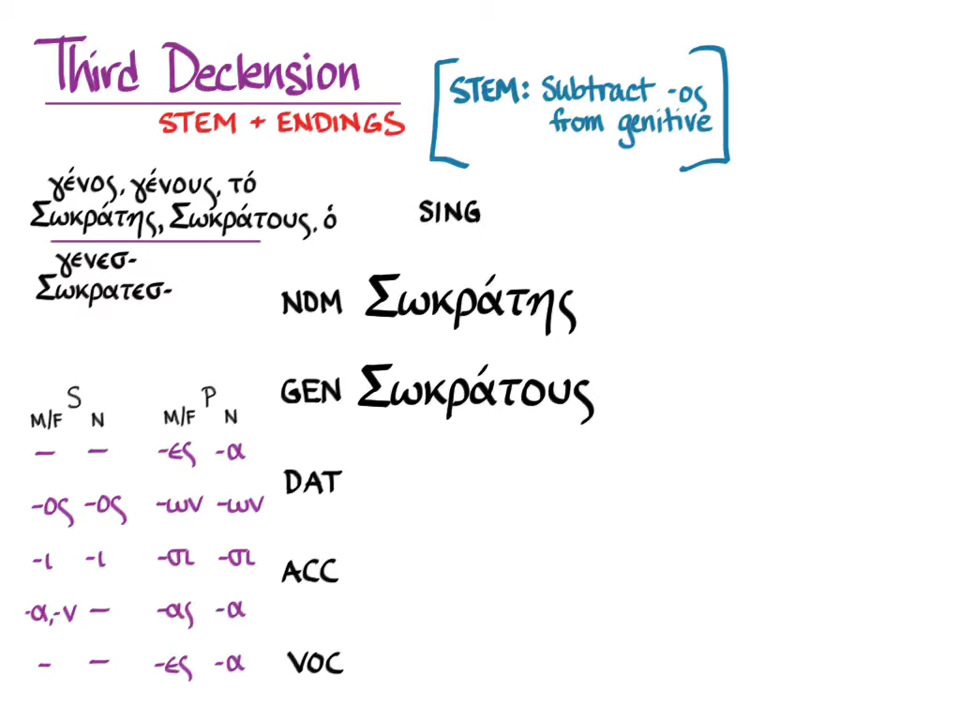 Third Declension
STEM + ENDINGS
STEM: Subtract -ος
from genitive
γένος, γένους, τό
Σωκράτης, Σωκράτους, ὁ
γενεσ-
Σωκρατεσ-
SING
NOM Σωκράτης
GEN Σωκράτους
DAT
ACC
VOC
S P
M/F N M/F N
– – -ες -α
-ος -ος -ων -ων
-ι -ι -σι -σι
-α,-ν – -ας -α
– – -ες -α